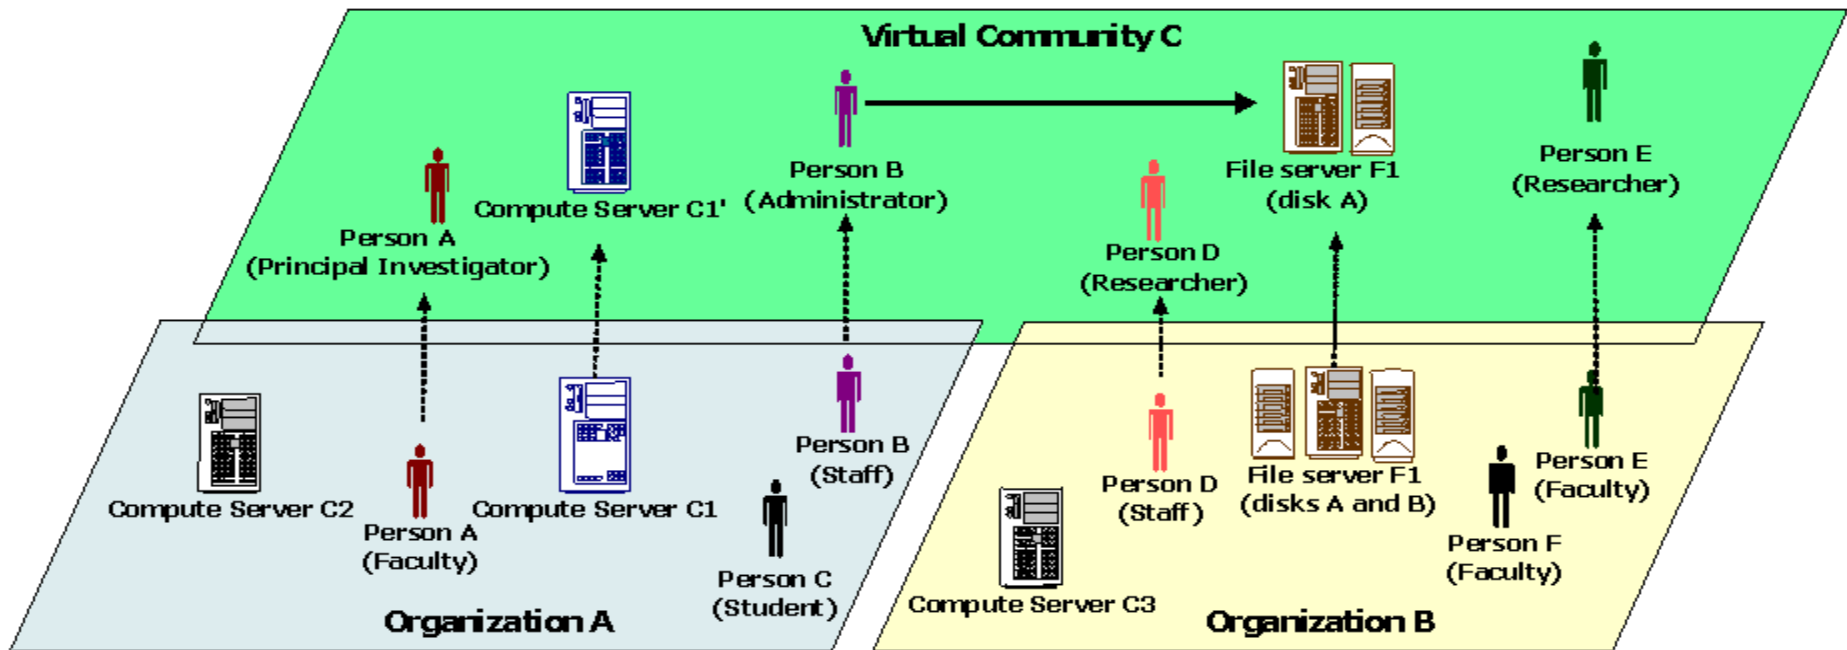 Virtual Community C
Person A
(Principal Investigator)
Compute Server C1'
Person B
(Administrator)
Person D
(Researcher)
File server F1
(disk A)
Person E
(Researcher)
Compute Server C2
Person A
(Faculty)
Compute Server C1
Person B
(Staff)
Person C
(Student)
Organization A
Compute Server C3
Person D
(Staff)
File server F1
(disks A and B)
Person E
(Faculty)
Person F
(Faculty)
Organization B